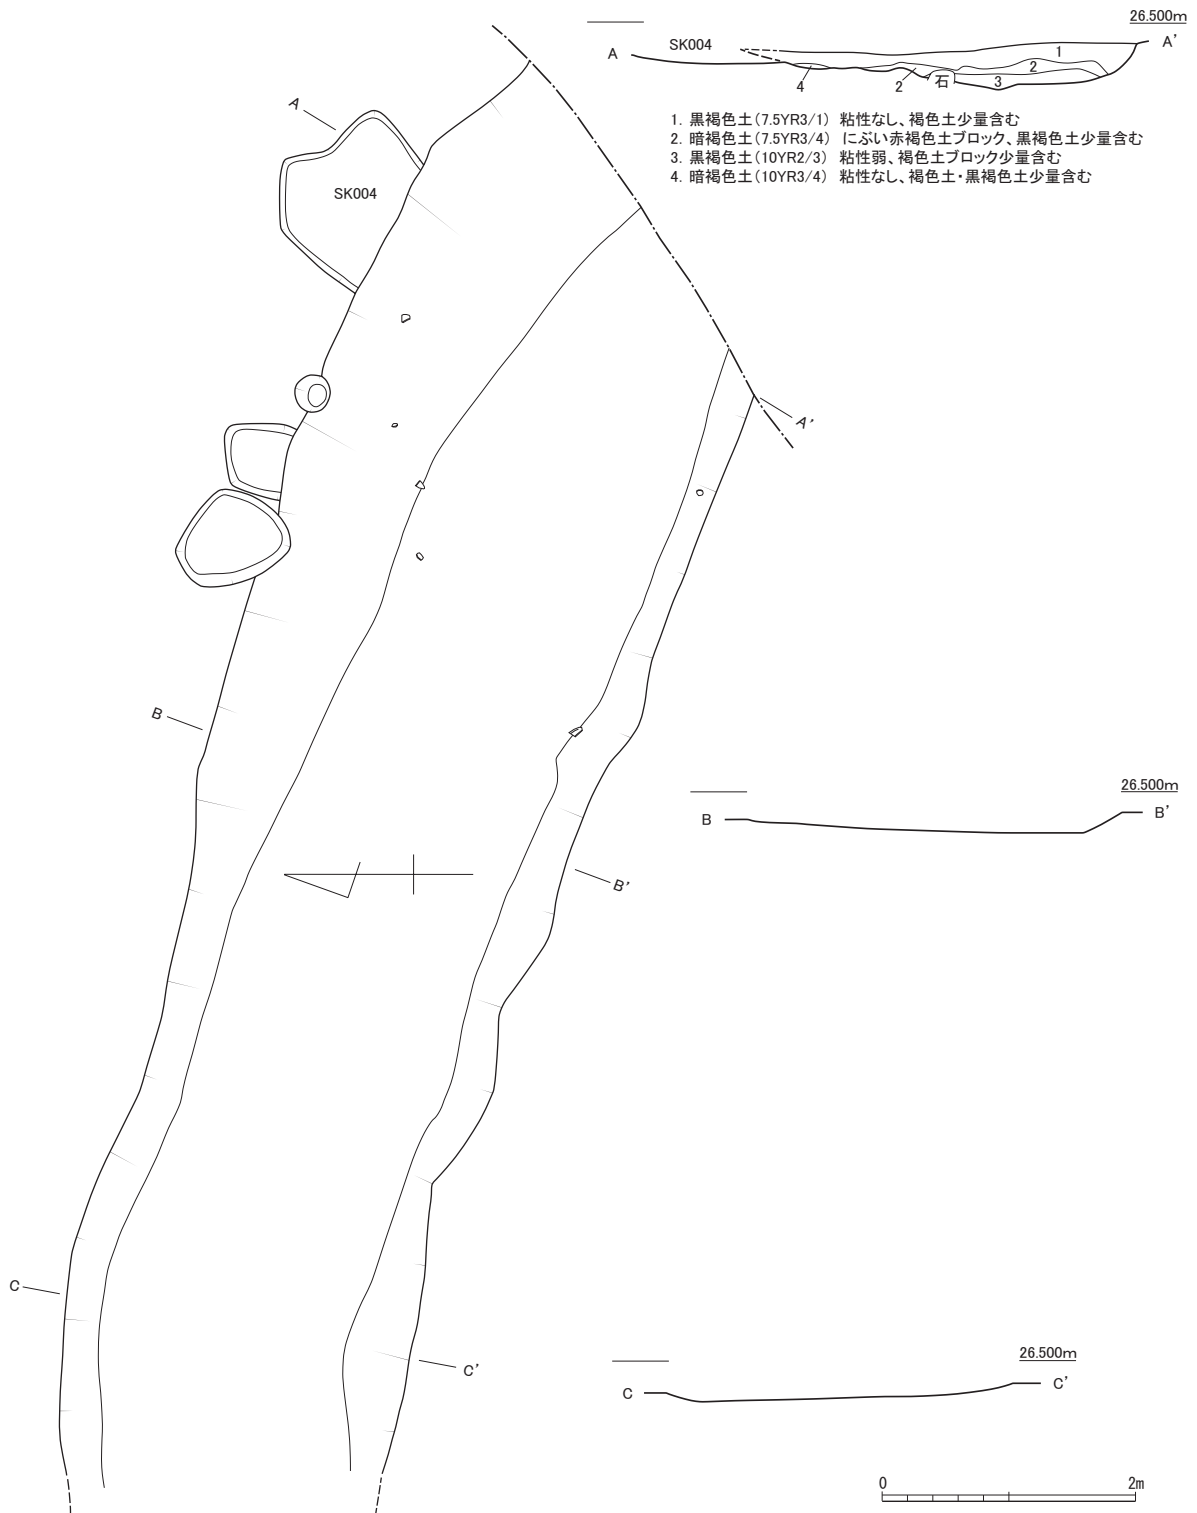 26.500m
A
SK004
A'
1
2
3
4
2
石
1. 黒褐色土(7.5YR3/1) 粘性なし、褐色土少量含む
2. 暗褐色土(7.5YR3/4) にぶい赤褐色土ブロック、黒褐色土少量含む
3. 黒褐色土(10YR2/3) 粘性弱、褐色土ブロック少量含む
4. 暗褐色土(10YR3/4) 粘性なし、褐色土・黒褐色土少量含む
A
SK004
A'
B
26.500m
B
B'
B'
C
C'
26.500m
C
C'
0 2m